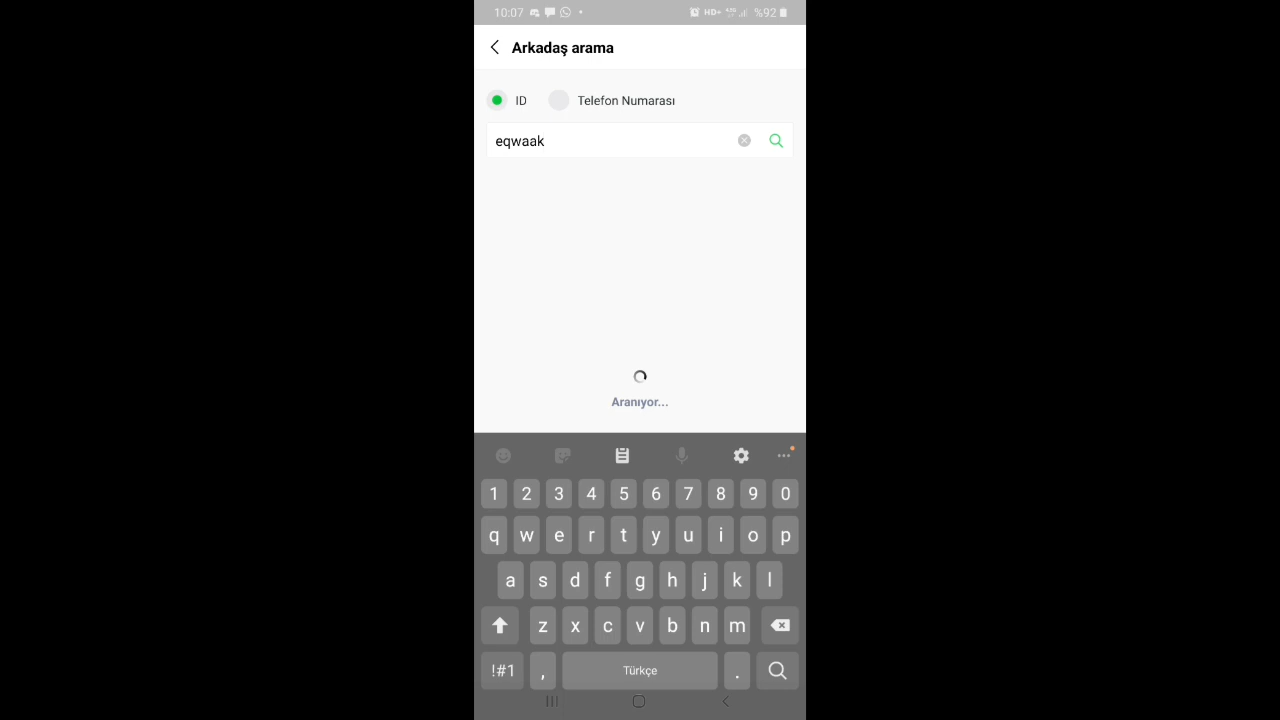 10:07 HD+ %92
Arkadaş arama
ID Telefon Numarası
eqwaak
Aranıyor...
1 2 3 4 5 6 7 8 9 0
q w e r t y u i o p
a s d f g h j k l
z x c v b n m
!#1 , Türkçe .